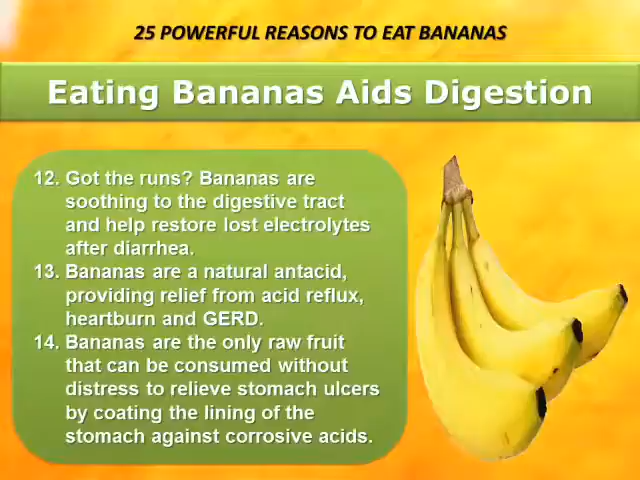 25 POWERFUL REASONS TO EAT BANANAS
Eating Bananas Aids Digestion
12. Got the runs? Bananas are
soothing to the digestive tract
and help restore lost electrolytes
after diarrhea.
13. Bananas are a natural antacid,
providing relief from acid reflux,
heartburn and GERD.
14. Bananas are the only raw fruit
that can be consumed without
distress to relieve stomach ulcers
by coating the lining of the
stomach against corrosive acids.